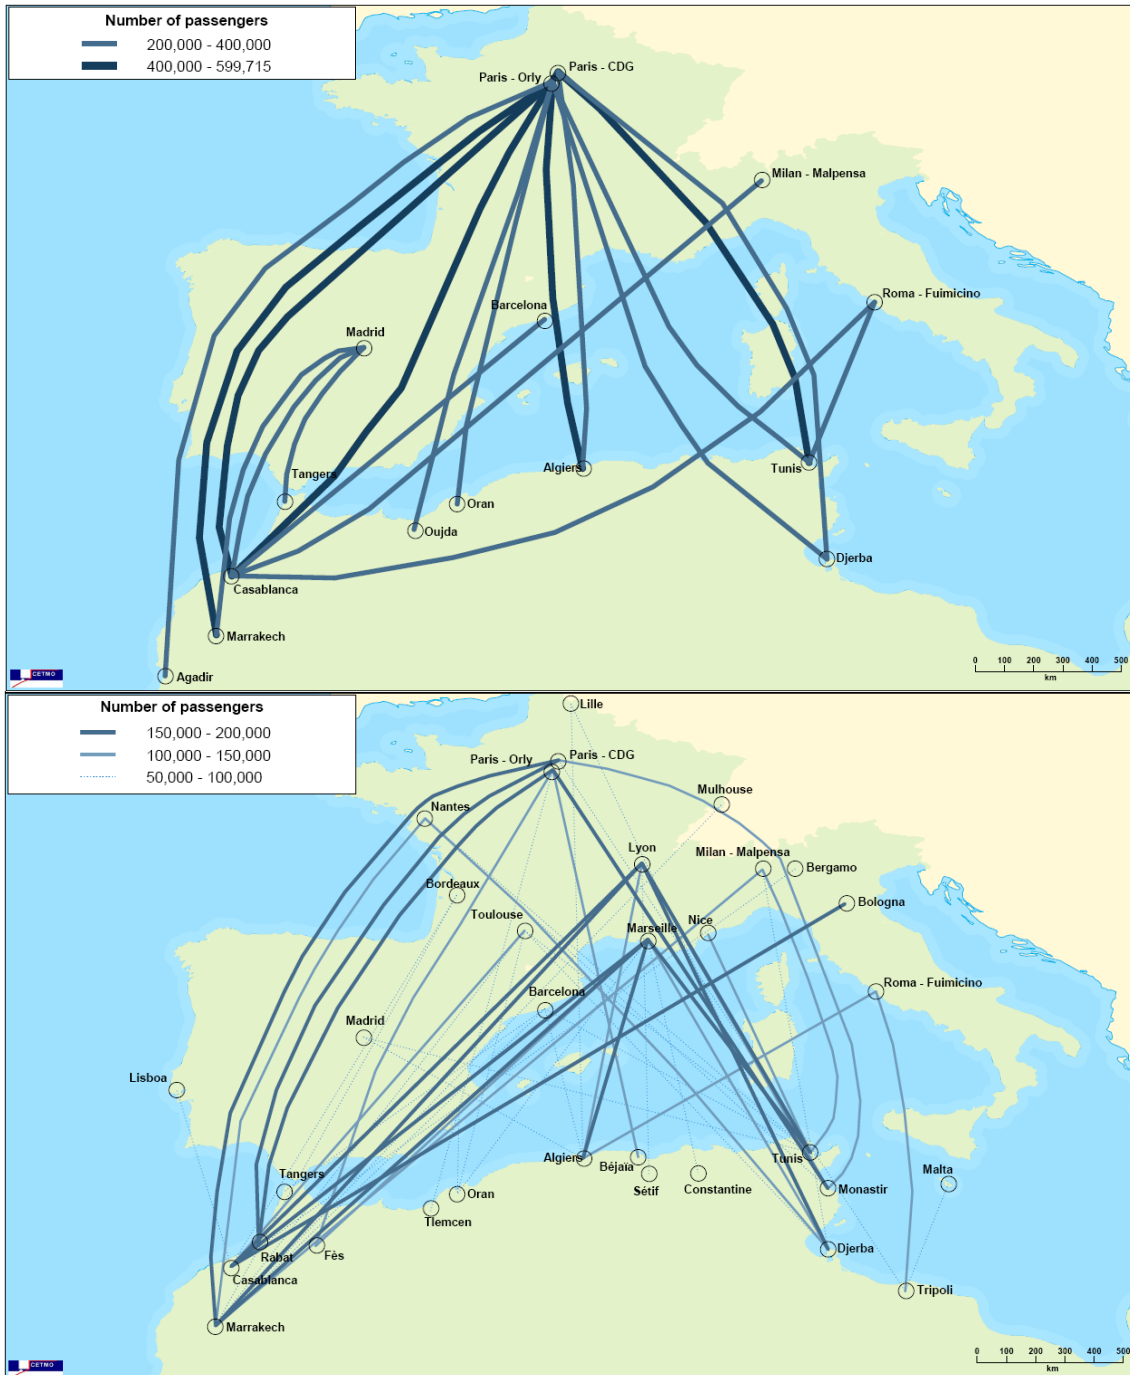 Number of passengers
200,000 - 400,000
400,000 - 599,715
Paris - CDG
Paris - Orly
Milan - Malpensa
Roma - Fuimicino
Barcelona
Madrid
Tangers
Algiers
Tunis
Oran
Oujda
Djerba
Casablanca
Marrakech
Agadir
CETMO
0 100 200 300 400 500
km
Number of passengers
150,000 - 200,000
100,000 - 150,000
50,000 - 100,000
Lille
Paris - Orly
Paris - CDG
Nantes
Mulhouse
Lyon
Milan - Malpensa
Bergamo
Bordeaux
Bologna
Toulouse
Marseille
Nice
Barcelona
Roma - Fuimicino
Madrid
Lisboa
Tangers
Algiers
Béjaïa
Tunis
Malta
Oran
Sétif
Constantine
Monastir
Tlemcen
Rabat
Fès
Djerba
Casablanca
Tripoli
Marrakech
CETMO
0 100 200 300 400 500
km